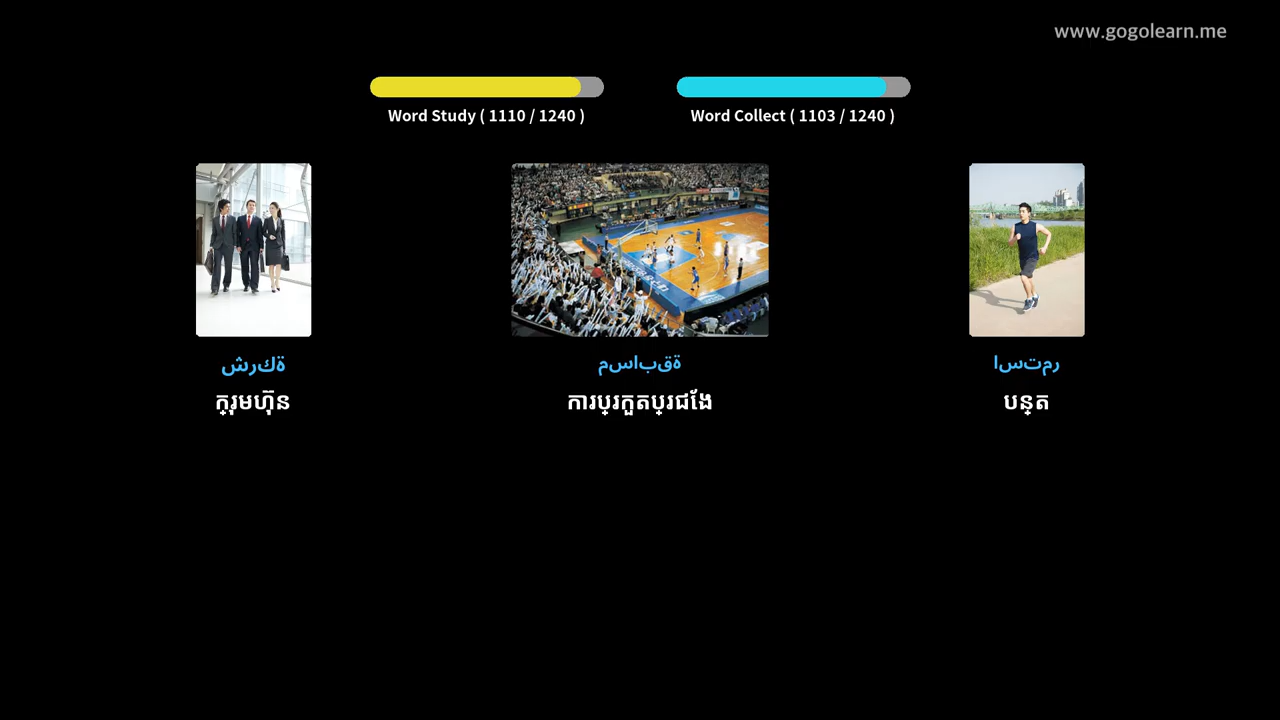 www.gogolearn.me
Word Study ( 1110 / 1240 )
Word Collect ( 1103 / 1240 )
شركة
ក្រុមហ៊ុន
مسابقة
ការប្រកួតប្រជែង
استمر
បន្ត